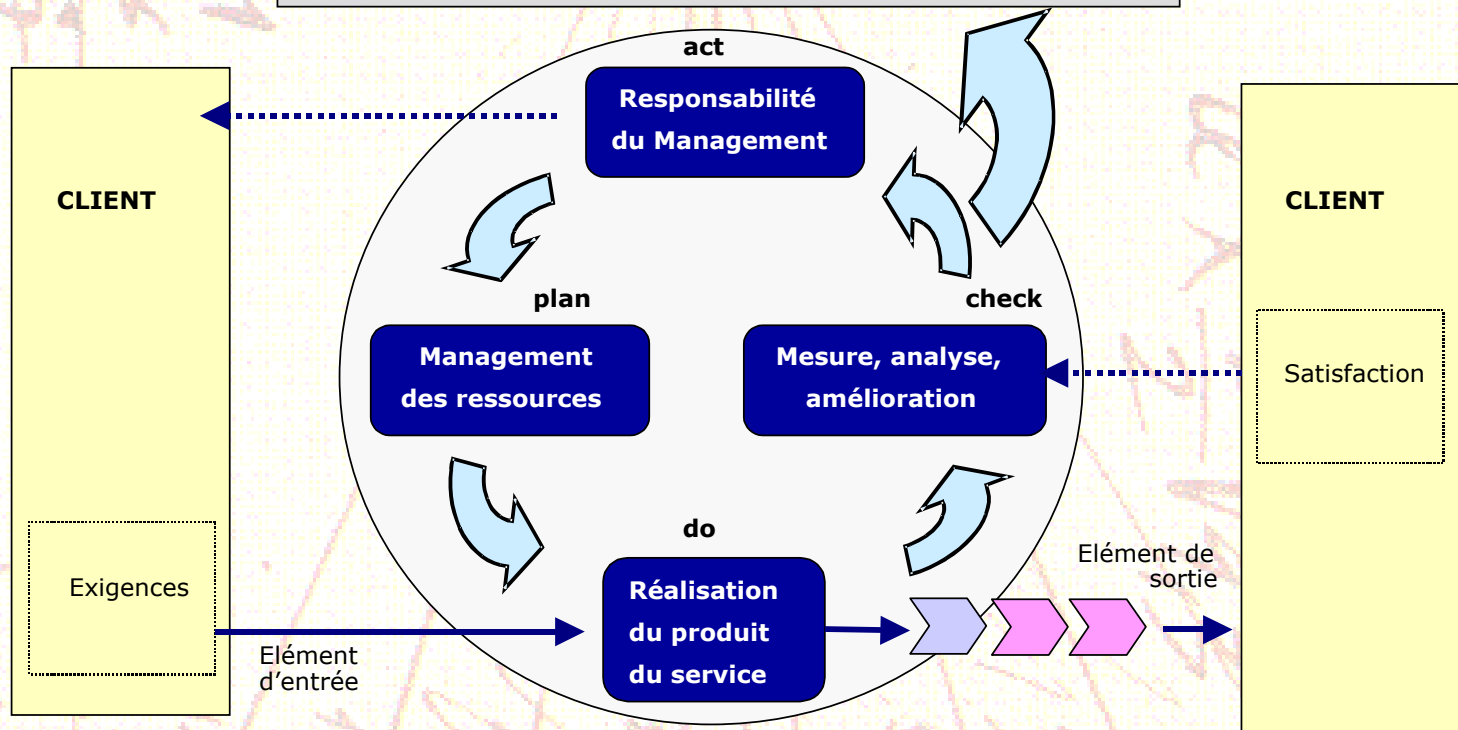 act
Responsabilité
du Management
CLIENT
CLIENT
plan
check
Management
des ressources
Mesure, analyse,
amélioration
Satisfaction
do
Elément de
sortie
Exigences
Réalisation
du produit
du service
Elément
d’entrée